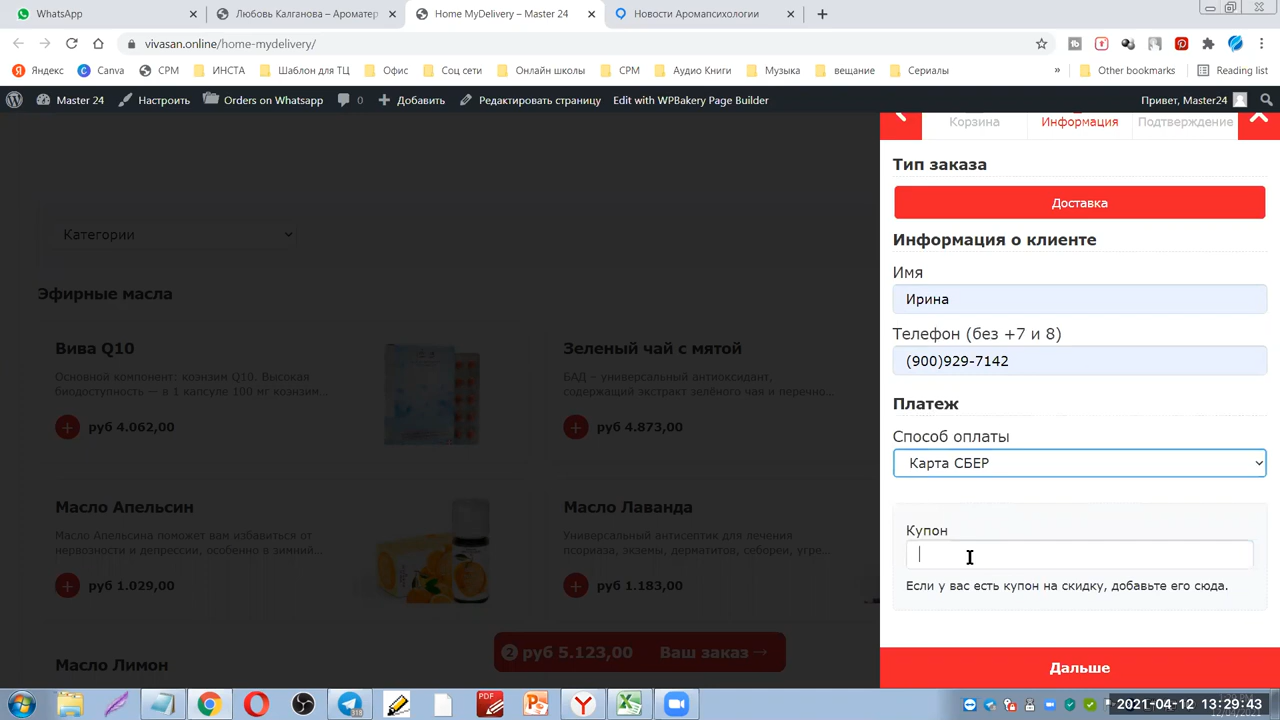 WhatsApp
Любовь Калганова – Ароматер
Home MyDelivery – Master 24
Новости Аромапсихологии
vivasan.online/home-mydelivery/
Яндекс
Canva
СРМ
ИНСТА
Шаблон для ТЦ
Офис
Соц сети
Онлайн школы
СРМ
Аудио Книги
Музыка
вещание
Сериалы
»
Other bookmarks
Reading list
Master 24
Настройки
Orders on Whatsapp
0
Добавить
Редактировать страницу
Edit with WPBakery Page Builder
Привет, Master24
Категории
Эфирные масла
Вива Q10
Основной компонент: коэнзим Q10. Высокая
биодоступность — в 1 капсуле 100 мг коэнзим...
руб 4.062,00
Зеленый чай с мятой
БАД – универсальный антиоксидант,
содержащий экстракт зелёного чая и перечно...
руб 4.873,00
Масло Апельсин
Масло Апельсина поможет вам избавиться от
нервозности и депрессии, особенно в зимний...
руб 1.029,00
Масло Лаванда
Универсальный антисептик для лечения
псориаза, экземы, дерматитов, себореи, угре...
руб 1.183,00
Масло Лимон
2 руб 5.123,00 Ваш заказ →
Корзина
Информация
Подтверждение
Тип заказа
Доставка
Информация о клиенте
Имя
Ирина
Телефон (без +7 и 8)
(900)929-7142
Платеж
Способ оплаты
Карта СБЕР
Купон
Если у вас есть купон на скидку, добавьте его сюда.
Дальше
PDF
2021-04-12 13:29:43